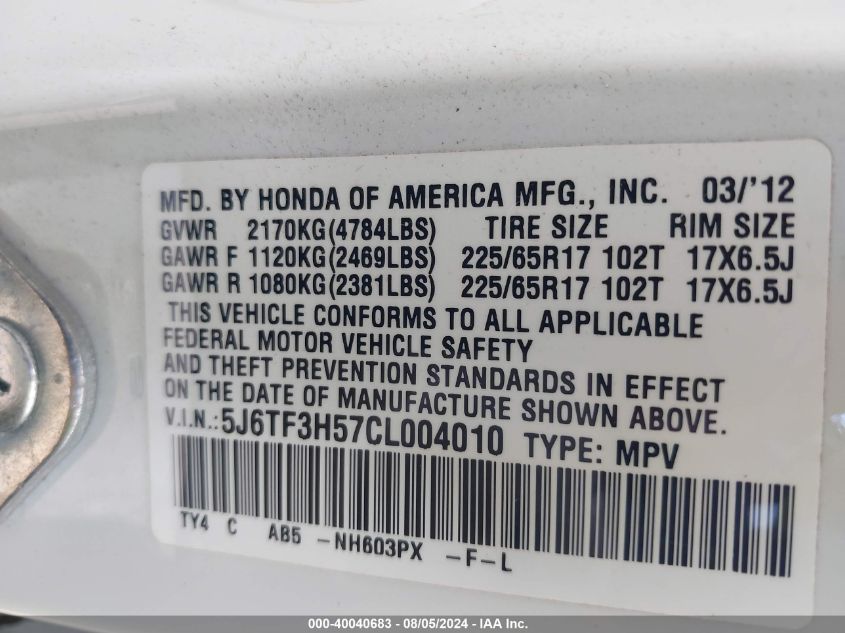 MFD. BY HONDA OF AMERICA MFG., INC. 03/'12
GVWR 2170KG(4784LBS) TIRE SIZE RIM SIZE
GAWR F 1120KG(2469LBS) 225/65R17 102T 17X6.5J
GAWR R 1080KG(2381LBS) 225/65R17 102T 17X6.5J
THIS VEHICLE CONFORMS TO ALL APPLICABLE
FEDERAL MOTOR VEHICLE SAFETY
AND THEFT PREVENTION STANDARDS IN EFFECT
ON THE DATE OF MANUFACTURE SHOWN ABOVE.
V.I.N.:5J6TF3H57CL004010 TYPE: MPV
TY4 C AB5 -NH603PX -F-L
000-40040683 - 08/05/2024 - IAA Inc.